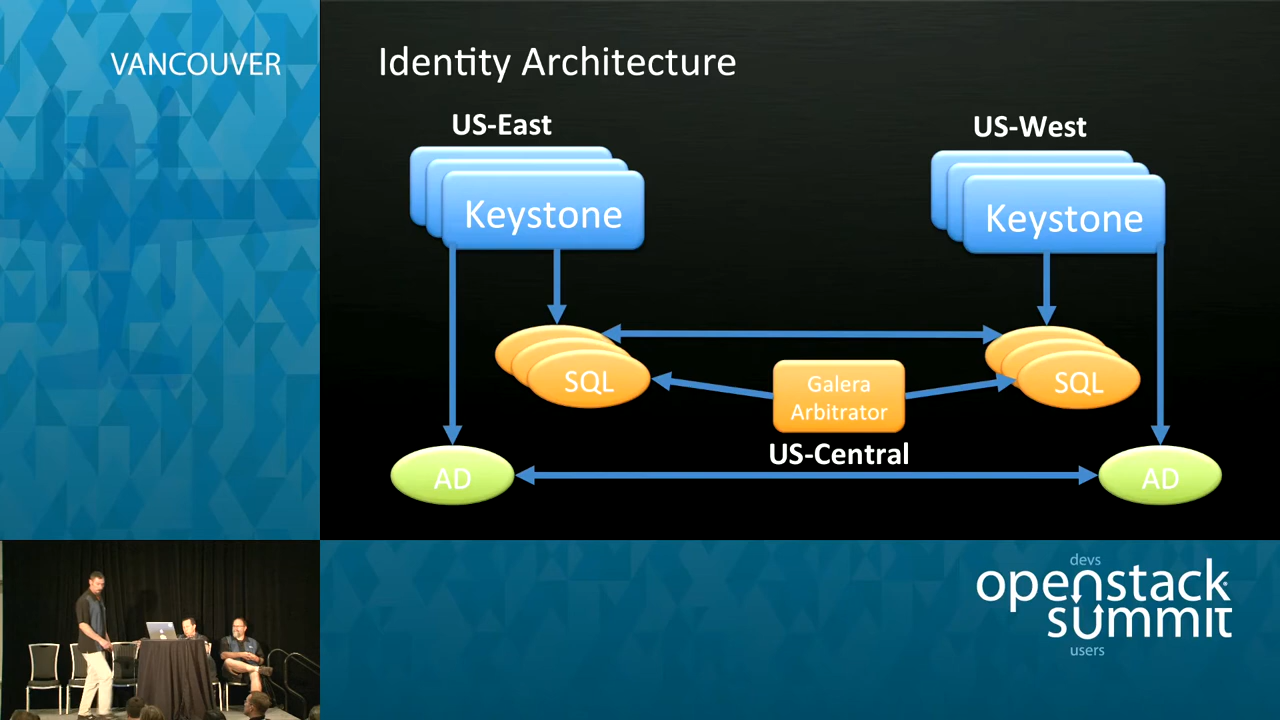 VANCOUVER
Identity Architecture
US-East
US-West
Keystone
Keystone
SQL
SQL
Galera
Arbitrator
US-Central
AD
AD
devs
openstack
summit
users